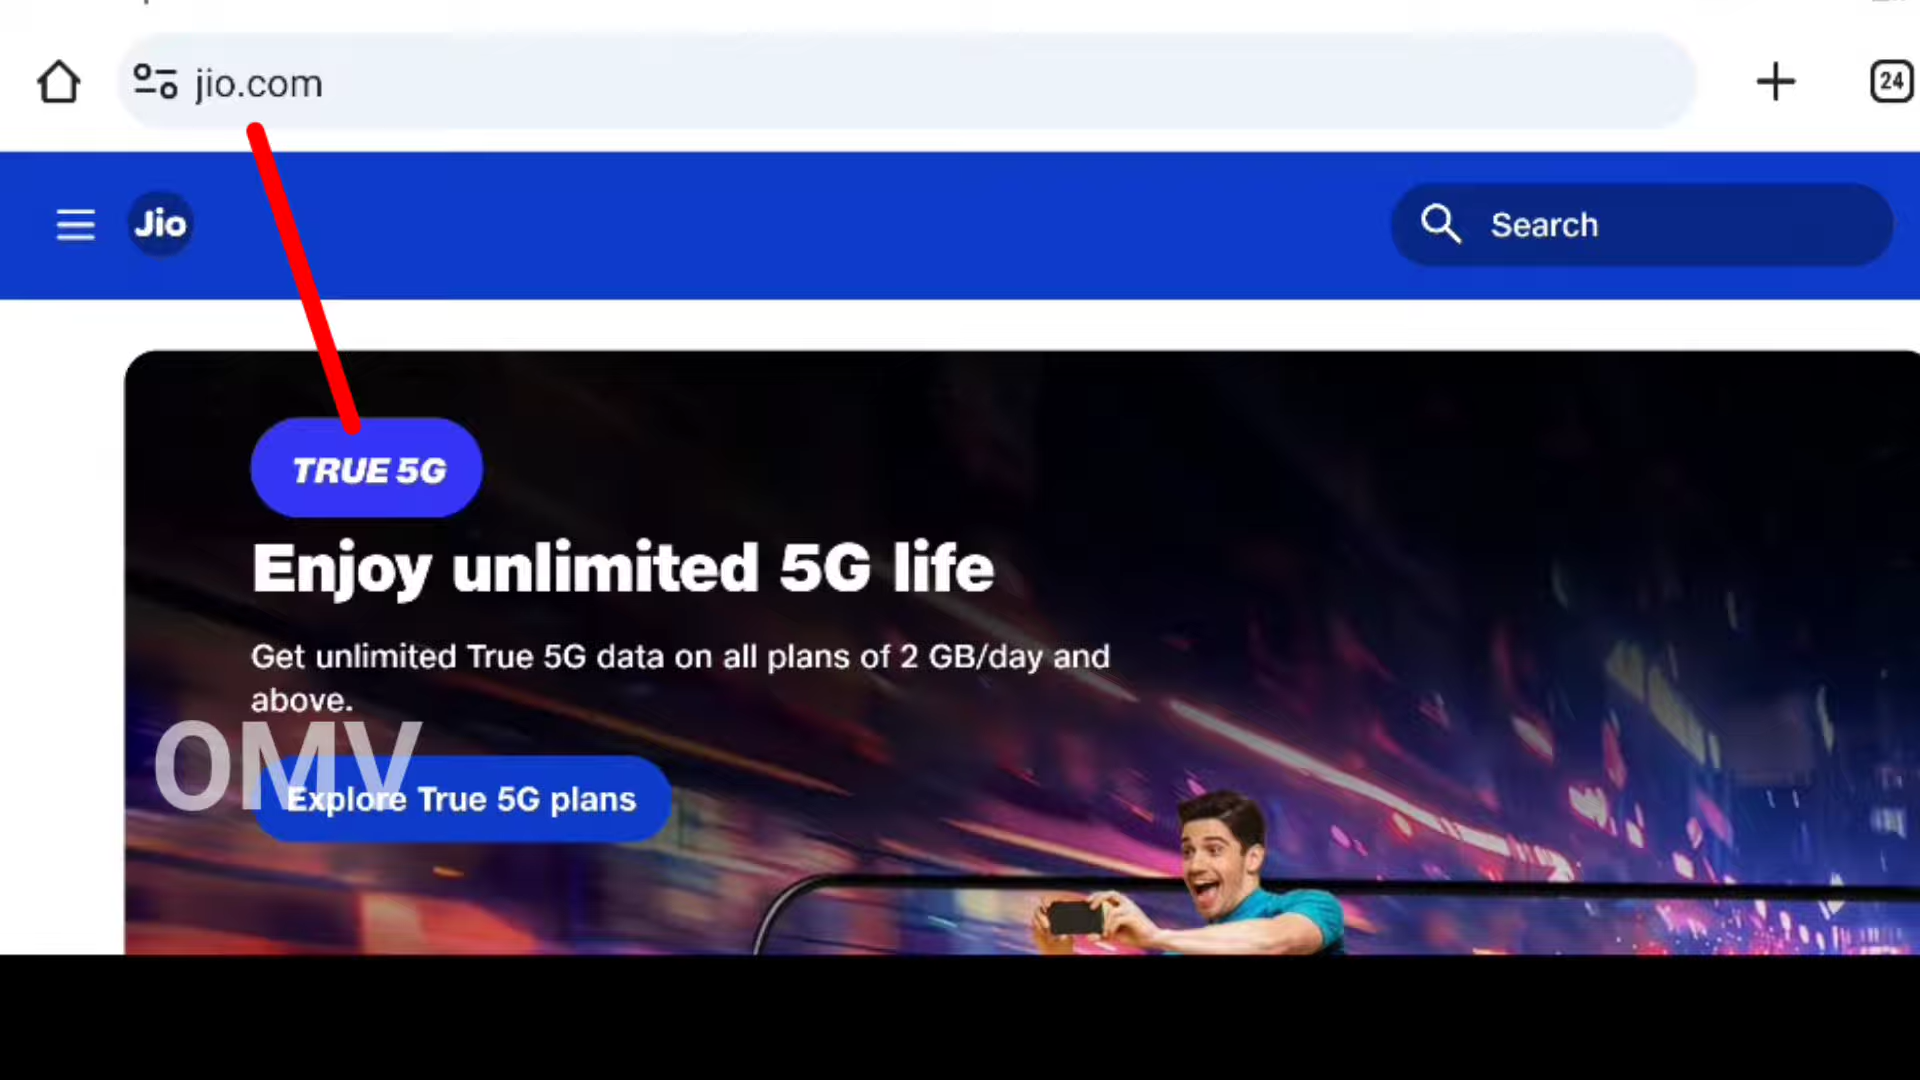 jio.com
24
Jio
Search
TRUE 5G
Enjoy unlimited 5G life
Get unlimited True 5G data on all plans of 2 GB/day and
above.
OMV
Explore True 5G plans